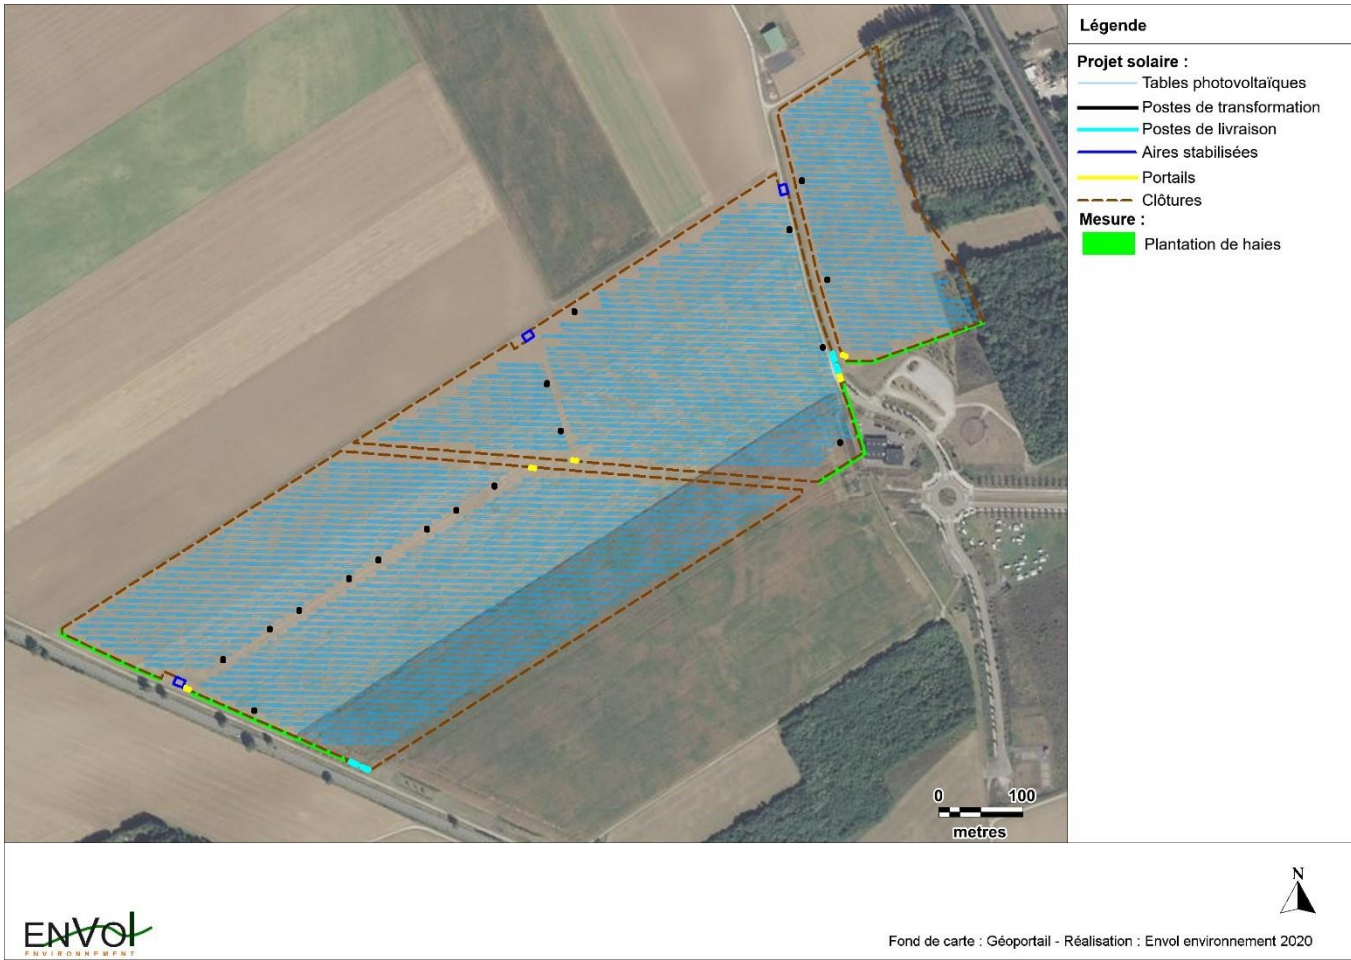 Légende
Projet solaire :
Tables photovoltaïques
Postes de transformation
Postes de livraison
Aires stabilisées
Portails
Clôtures
Mesure :
Plantation de haies
0 100
metres
N
ENVOl
ENVIRONNEMENT
Fond de carte : Géoportail - Réalisation : Envol environnement 2020